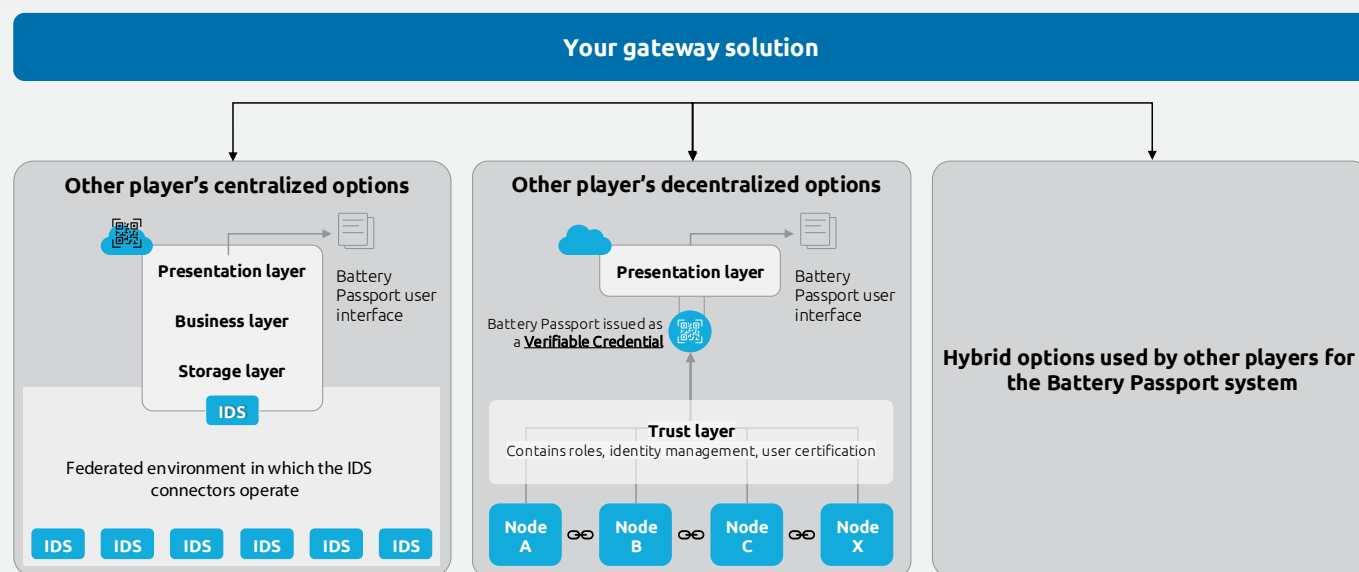 Your gateway solution
Other player's centralized options
Presentation layer
Business layer
Storage layer
Battery
Passport user
interface
IDS
Federated environment in which the IDS
connectors operate
IDS
IDS
IDS
IDS
IDS
IDS
Other player's decentralized options
Presentation layer
Battery
Passport user
interface
Battery Passport issued as
a Verifiable Credential
Trust layer
Contains roles, identity management, user certification
Node
A
Node
B
Node
C
Node
X
Hybrid options used by other players for
the Battery Passport system